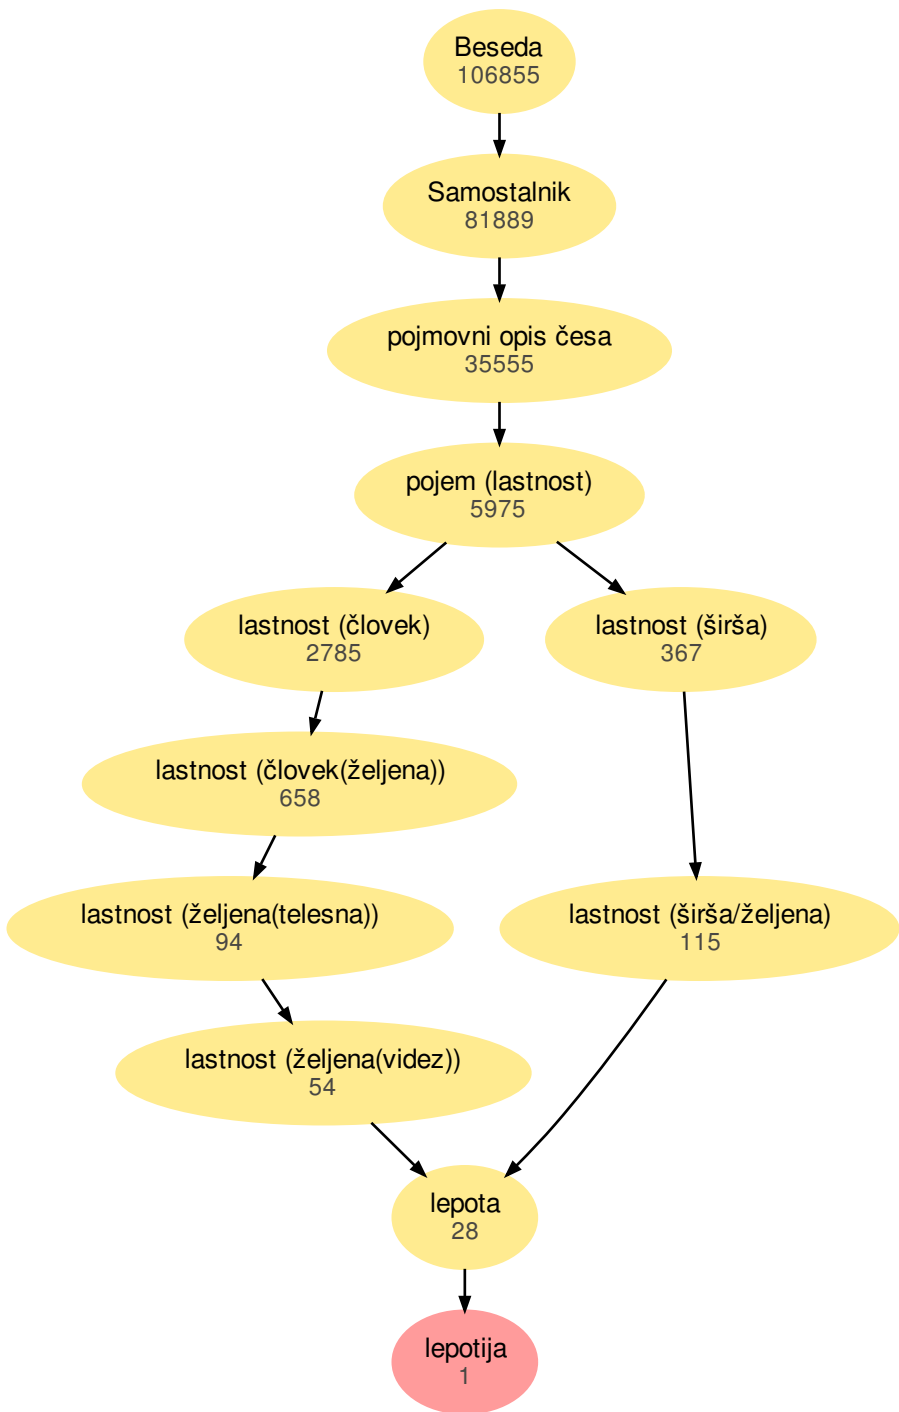 Beseda
106855
Samostalnik
81889
pojmovni opis česa
35555
pojem (lastnost)
5975
lastnost (človek)
2785
lastnost (širša)
367
lastnost (človek(željena))
658
lastnost (željena(telesna))
94
lastnost (širša/željena)
115
lastnost (željena(videz))
54
lepota
28
lepotija
1